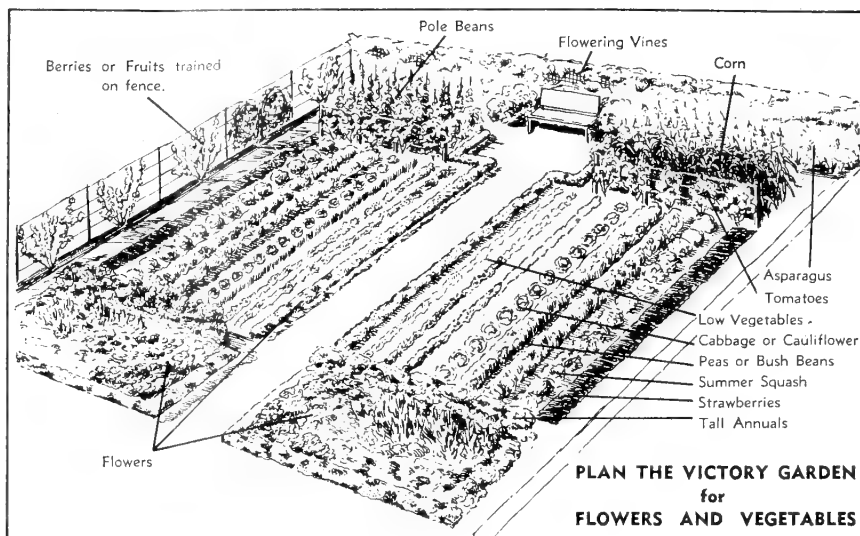 Pole Beans
Flowering Vines
Berries or Fruits trained
on fence.
Corn
Asparagus
Tomatoes
Low Vegetables
Cabbage or Cauliflower
Peas or Bush Beans
Summer Squash
Strawberries
Tall Annuals
Flowers
PLAN THE VICTORY GARDEN
for
FLOWERS AND VEGETABLES